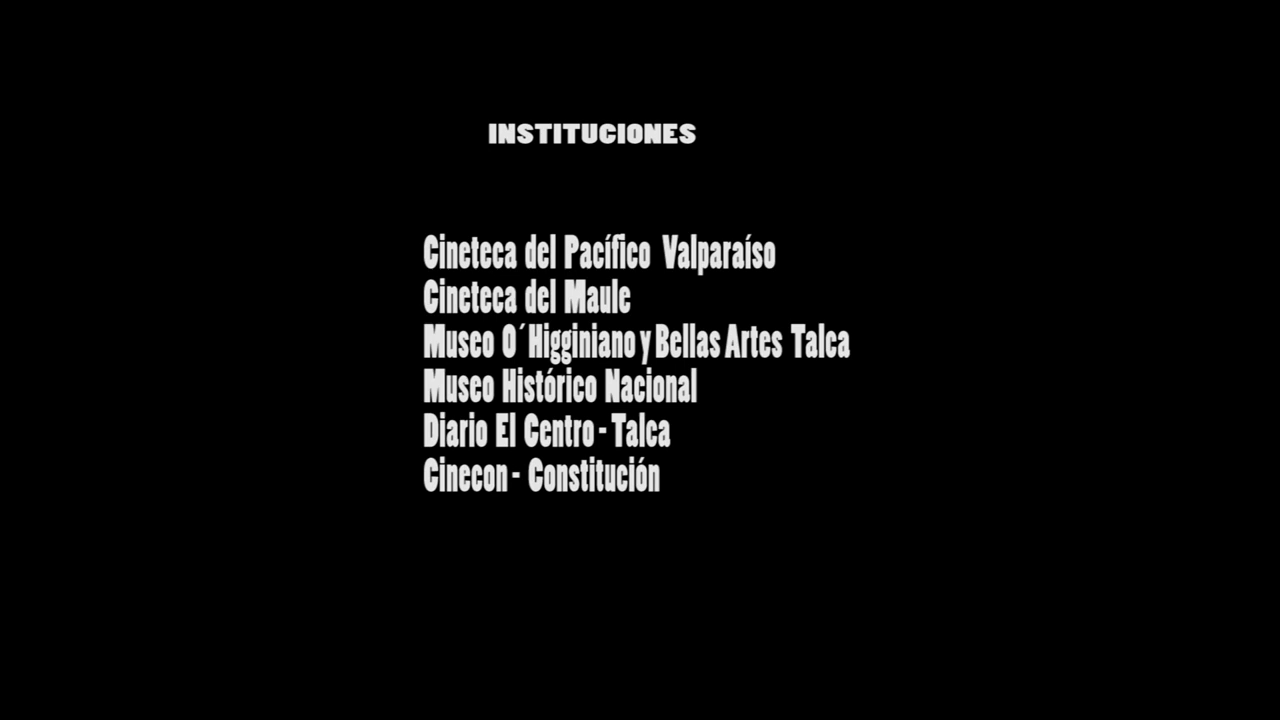 INSTITUCIONES
Cineteca del Pacífico Valparaíso
Cineteca del Maule
Museo O´Higginiano y Bellas Artes Talca
Museo Histórico Nacional
Diario El Centro - Talca
Cinecon - Constitución